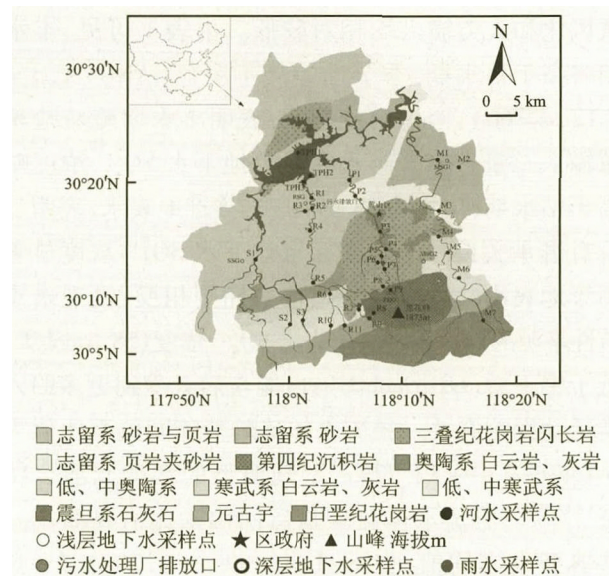 N
0 5 km
30°30′N
30°20′N
30°10′N
30°5′N
117°50′N 118°N 118°10′N 118°20′N
TPH2
TPH1
P1
P2
M1
M2
M3
M5
M6
M7
R1
R2
R3
R4
R5
R6
R10
R11
S1
S2
S3
P4
P6
志留系 砂岩与页岩 志留系 砂岩 三叠纪花岗岩闪长岩
志留系 页岩夹砂岩 第四纪沉积岩 奥陶系 白云岩、灰岩
低、中奥陶系 寒武系 白云岩、灰岩 低、中寒武系
震旦系石灰石 元古宇 白垩纪花岗岩 河水采样点
浅层地下水采样点 区政府 山峰 海拔m
污水处理厂排放口 深层地下水采样点 雨水采样点